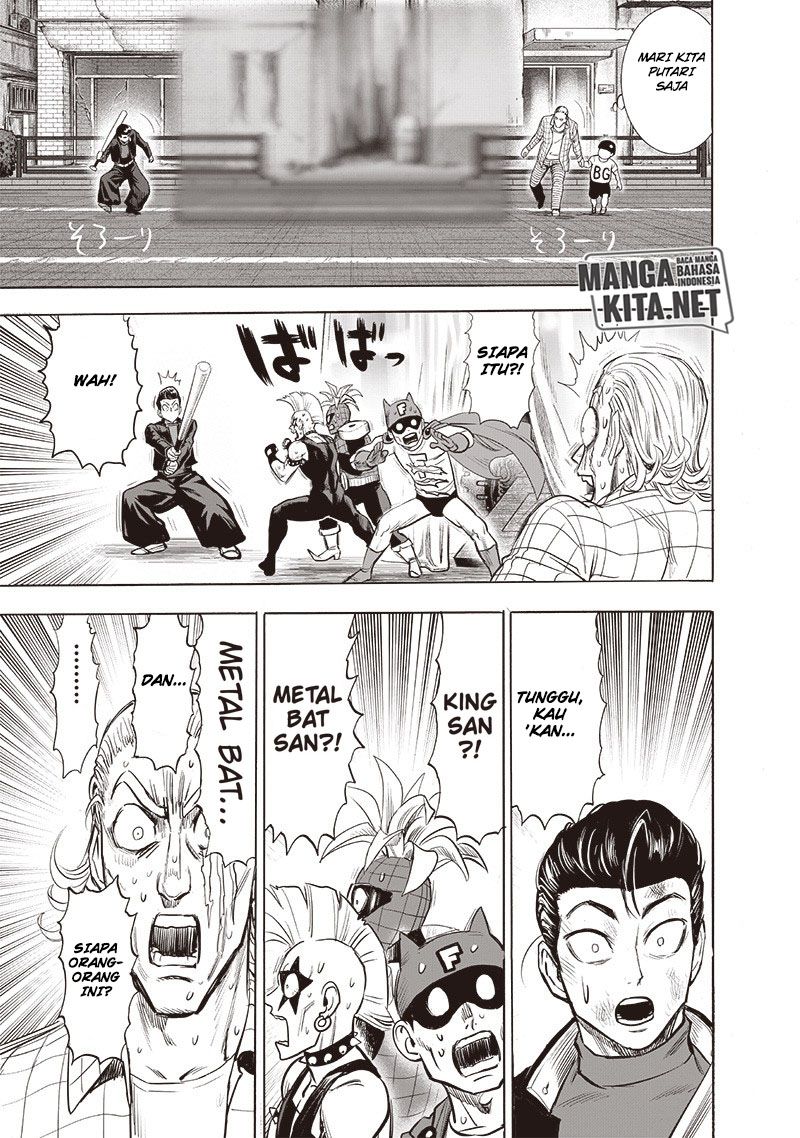 MARI KITA
PUTARI
SAJA
BG
そろーり
そろーり
MANGA
KITA.NET
BACA MANGA
BAHASA
INDONESIA
SIAPA
ITU?!
ばばっ
WAH!
F
TUNGGU,
KAU
'KAN...
KING
SAN
?!
METAL
BAT
SAN?!
F
METAL BAT...
DAN...
.........
SIAPA
ORANG-
ORANG
INI?